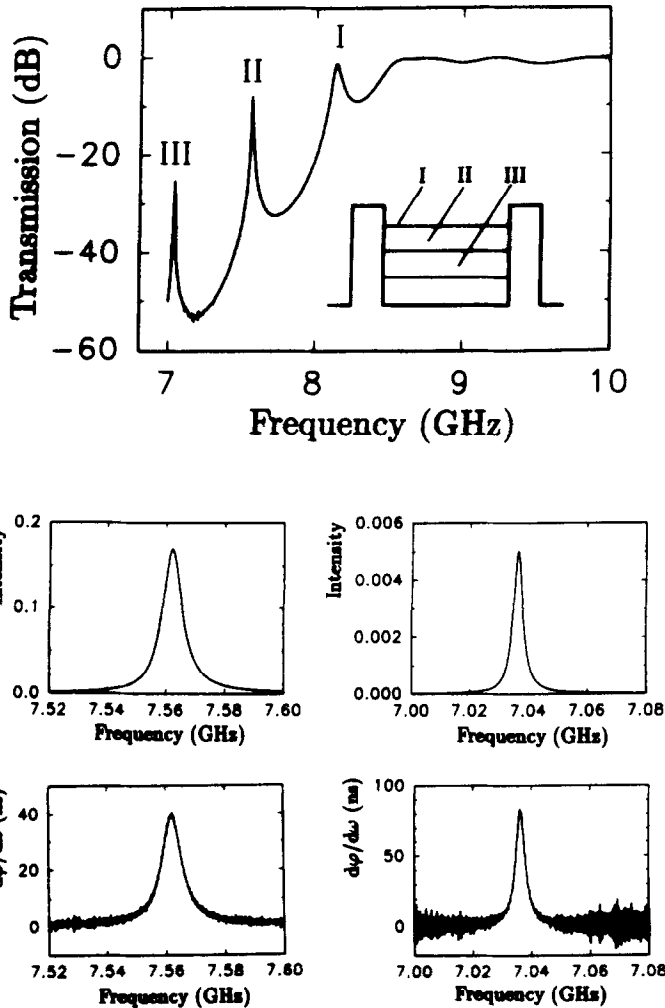 Transmission (dB)
0
−20
−40
−60
I
II
III
I II III
7 8 9 10
Frequency (GHz)
0.2
0.1
0.0
7.52 7.54 7.56 7.58 7.60
Frequency (GHz)
Intensity
0.006
0.004
0.002
0.000
7.00 7.02 7.04 7.06 7.08
Frequency (GHz)
40
20
0
7.52 7.54 7.56 7.58 7.60
Frequency (GHz)
dφ/dω (ns)
100
50
0
7.00 7.02 7.04 7.06 7.08
Frequency (GHz)